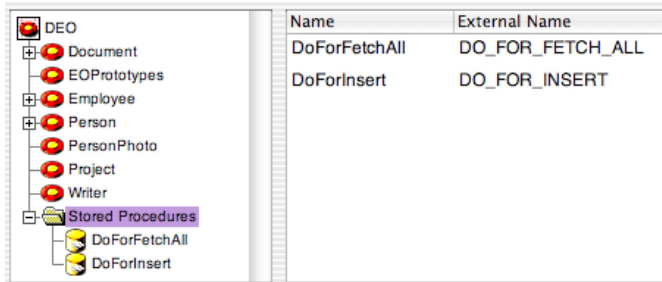 DEO
Document
EOPrototypes
Employee
Person
PersonPhoto
Project
Writer
Stored Procedures
DoForFetchAll
DoForInsert
Name External Name
DoForFetchAll DO_FOR_FETCH_ALL
DoForInsert DO_FOR_INSERT